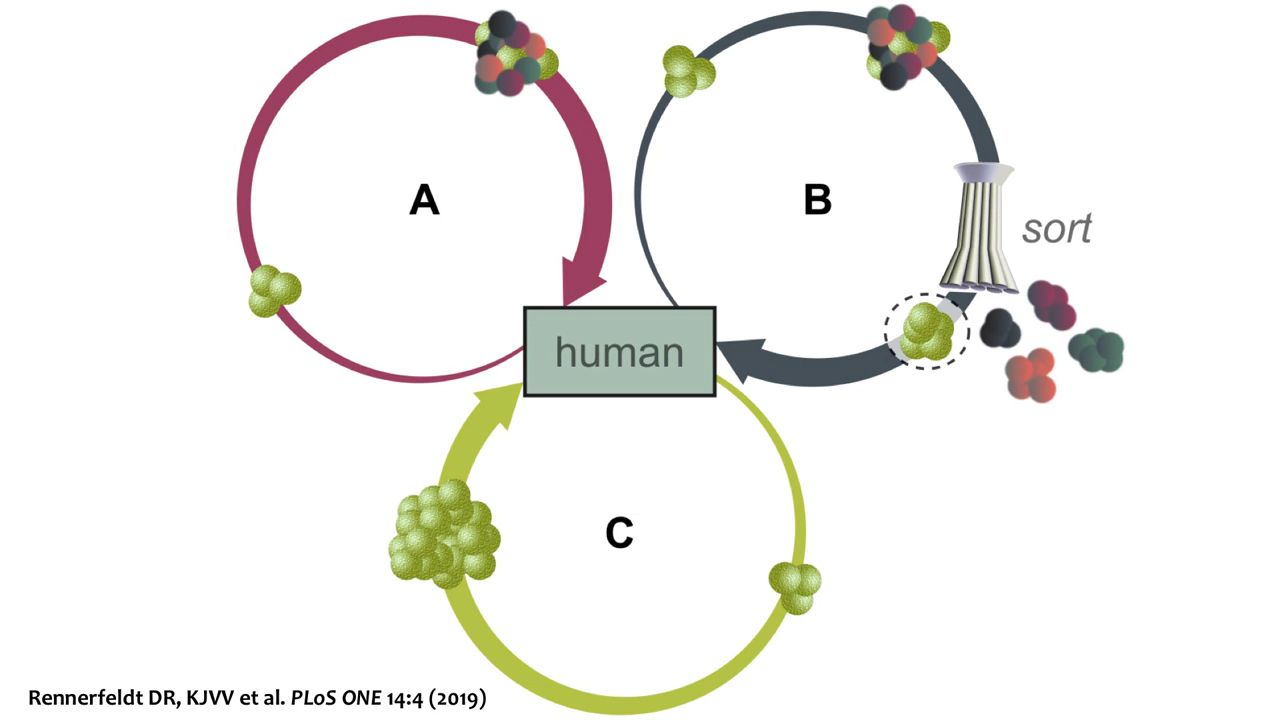 A
B
sort
human
C
Rennerfeldt DR, KJVV et al. PLoS ONE 14:4 (2019)